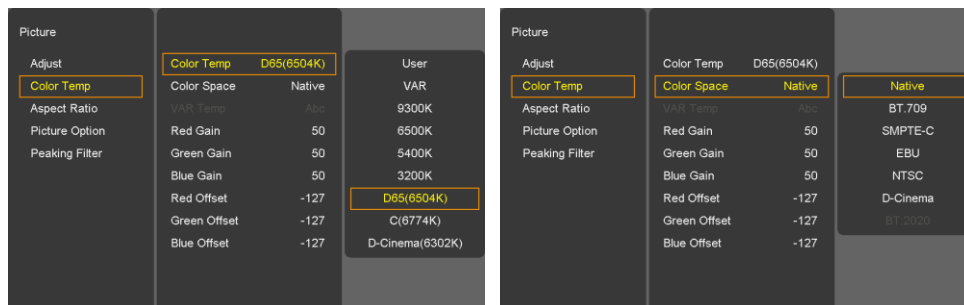 Picture
Adjust
Color Temp
Aspect Ratio
Picture Option
Peaking Filter
Color Temp D65(6504K)
Color Space Native
VAR Temp Abc
Red Gain 50
Green Gain 50
Blue Gain 50
Red Offset -127
Green Offset -127
Blue Offset -127
User
VAR
9300K
6500K
5400K
3200K
D65(6504K)
C(6774K)
D-Cinema(6302K)
Picture
Adjust
Color Temp
Aspect Ratio
Picture Option
Peaking Filter
Color Temp D65(6504K)
Color Space Native
VAR Temp Abc
Red Gain 50
Green Gain 50
Blue Gain 50
Red Offset -127
Green Offset -127
Blue Offset -127
Native
BT.709
SMPTE-C
EBU
NTSC
D-Cinema
BT.2020